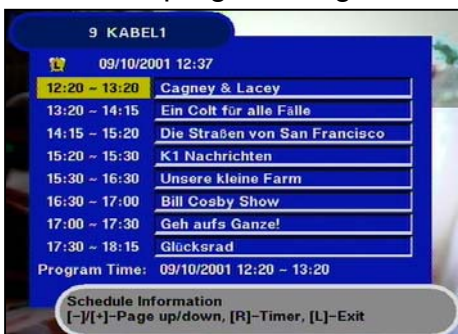 9 KABEL1
09/10/2001 12:37
12:20 ~ 13:20 Cagney & Lacey
13:20 ~ 14:15 Ein Colt für alle Fälle
14:15 ~ 15:20 Die Straßen von San Francisco
15:20 ~ 15:30 K1 Nachrichten
15:30 ~ 16:30 Unsere kleine Farm
16:30 ~ 17:00 Bill Cosby Show
17:00 ~ 17:30 Geh aufs Ganze!
17:30 ~ 18:15 Glücksrad
Program Time: 09/10/2001 12:20 ~ 13:20
Schedule Information
[-]/[+]-Page up/down, [R]-Timer, [L]-Exit